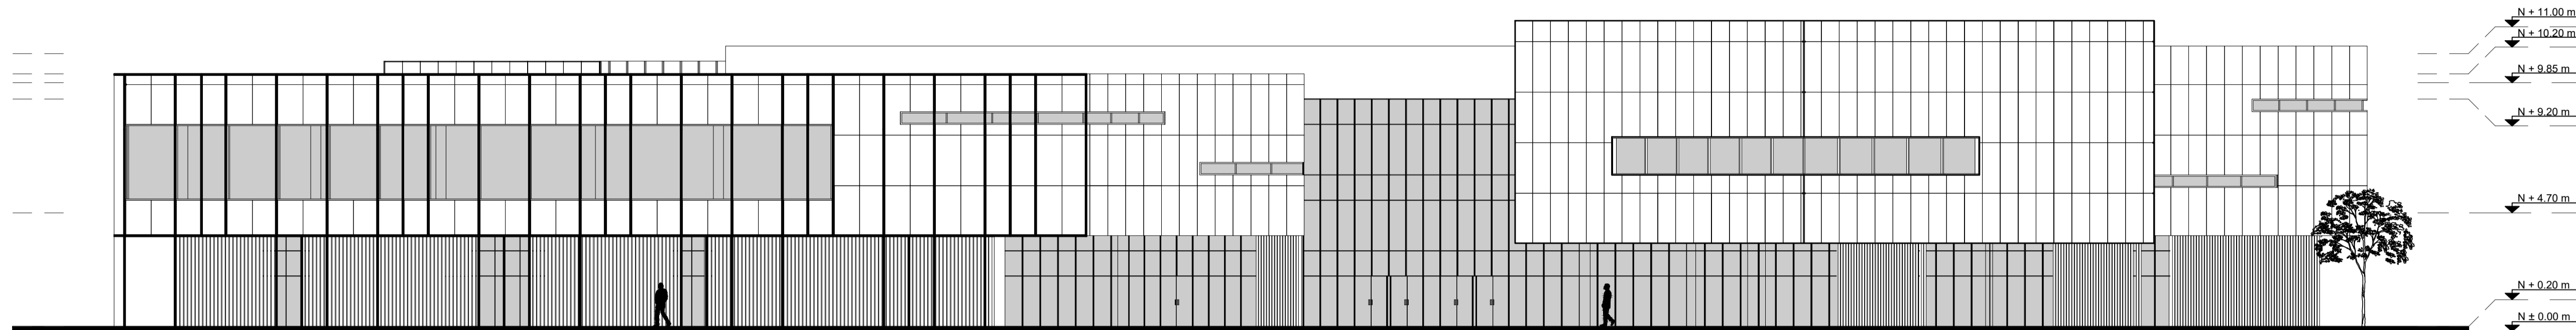 N + 11.00 m
N + 10.20 m
N + 9.85 m
N + 9.20 m
N + 4.70 m
N + 0.20 m
N ± 0.00 m